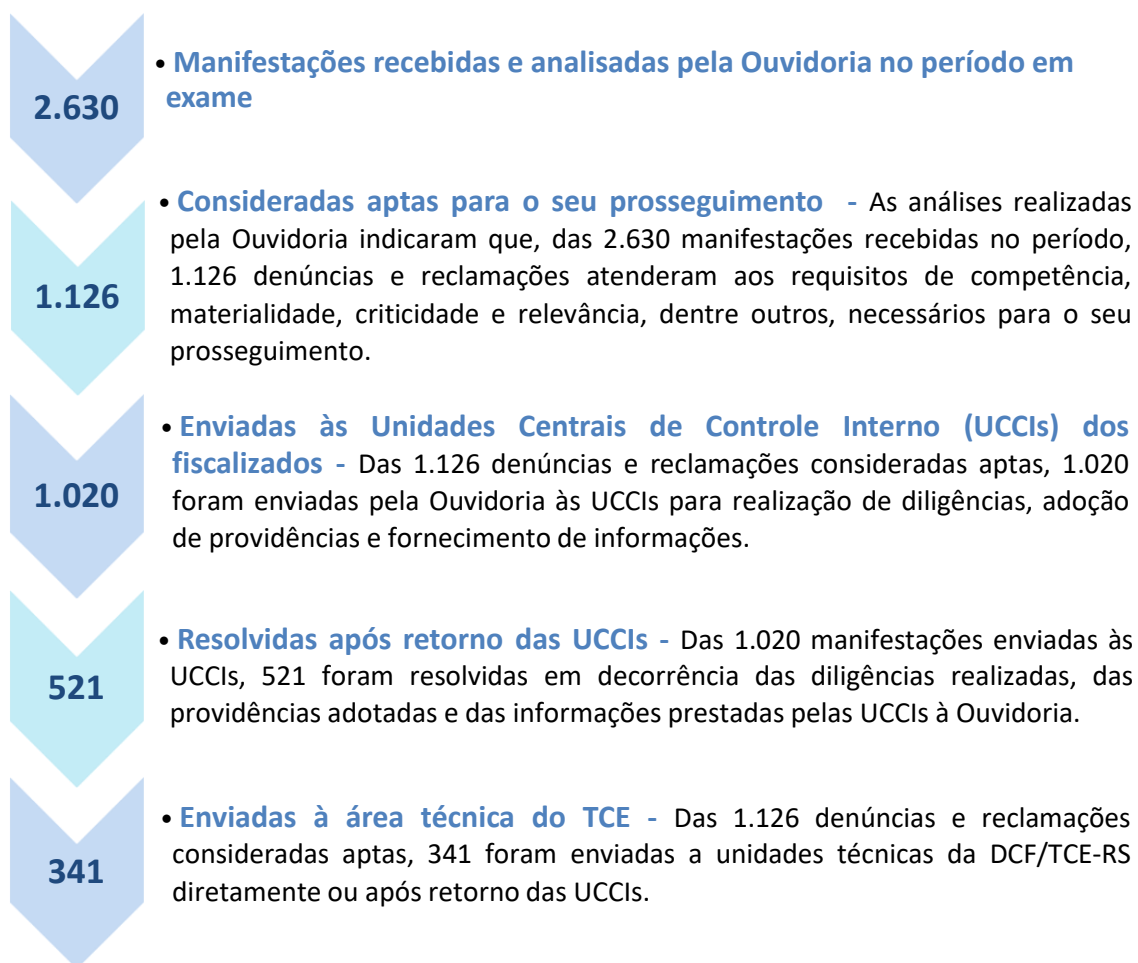 2.630
• Manifestações recebidas e analisadas pela Ouvidoria no período em
exame
1.126
• Consideradas aptas para o seu prosseguimento - As análises realizadas
pela Ouvidoria indicaram que, das 2.630 manifestações recebidas no período,
1.126 denúncias e reclamações atenderam aos requisitos de competência,
materialidade, criticidade e relevância, dentre outros, necessários para o seu
prosseguimento.
1.020
• Enviadas às Unidades Centrais de Controle Interno (UCCIs) dos
fiscalizados - Das 1.126 denúncias e reclamações consideradas aptas, 1.020
foram enviadas pela Ouvidoria às UCCIs para realização de diligências, adoção
de providências e fornecimento de informações.
521
• Resolvidas após retorno das UCCIs - Das 1.020 manifestações enviadas às
UCCIs, 521 foram resolvidas em decorrência das diligências realizadas, das
providências adotadas e das informações prestadas pelas UCCIs à Ouvidoria.
341
• Enviadas à área técnica do TCE - Das 1.126 denúncias e reclamações
consideradas aptas, 341 foram enviadas a unidades técnicas da DCF/TCE-RS
diretamente ou após retorno das UCCIs.